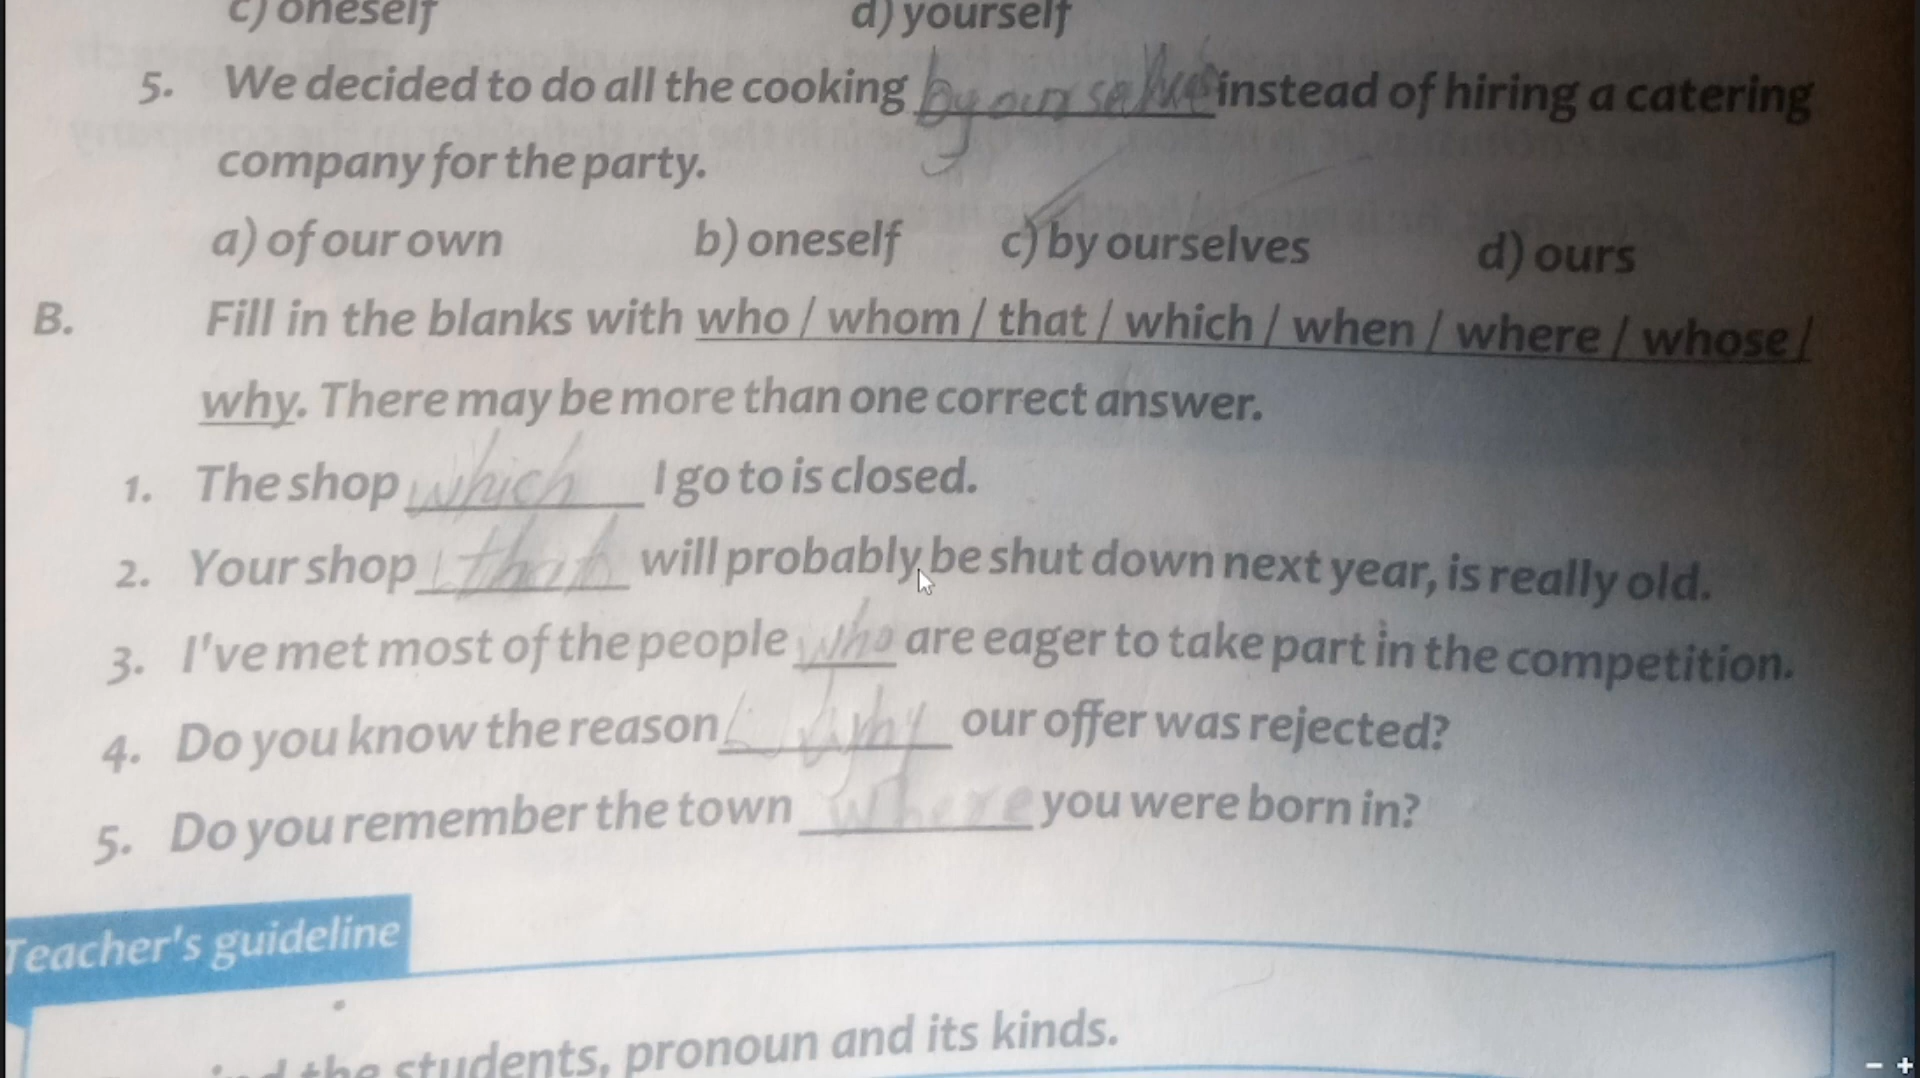 c) oneself d) yourself
5. We decided to do all the cooking by our selves instead of hiring a catering
company for the party.
a) of our own b) oneself c) by ourselves d) ours
B. Fill in the blanks with who / whom / that / which / when / where / whose /
why. There may be more than one correct answer.
1. The shop which I go to is closed.
2. Your shop that will probably be shut down next year, is really old.
3. I've met most of the people who are eager to take part in the competition.
4. Do you know the reason why our offer was rejected?
5. Do you remember the town where you were born in?
Teacher's guideline
the students, pronoun and its kinds.